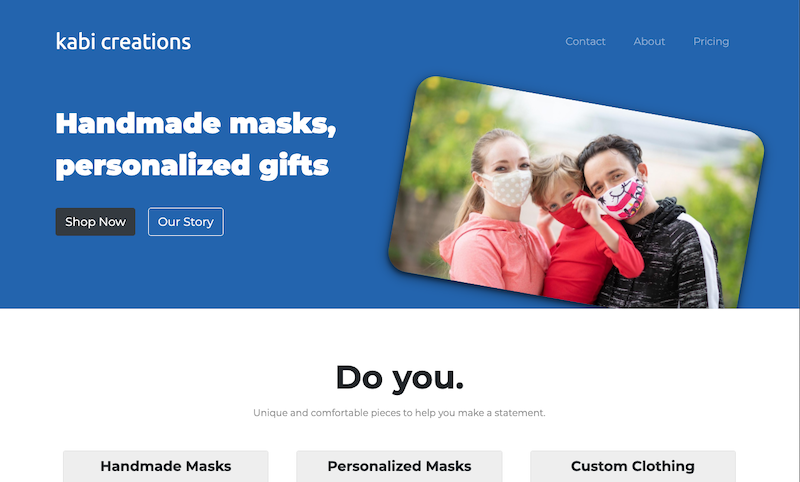 kabi creations
Contact About Pricing
Handmade masks,
personalized gifts
Shop Now Our Story
Do you.
Unique and comfortable pieces to help you make a statement.
Handmade Masks Personalized Masks Custom Clothing